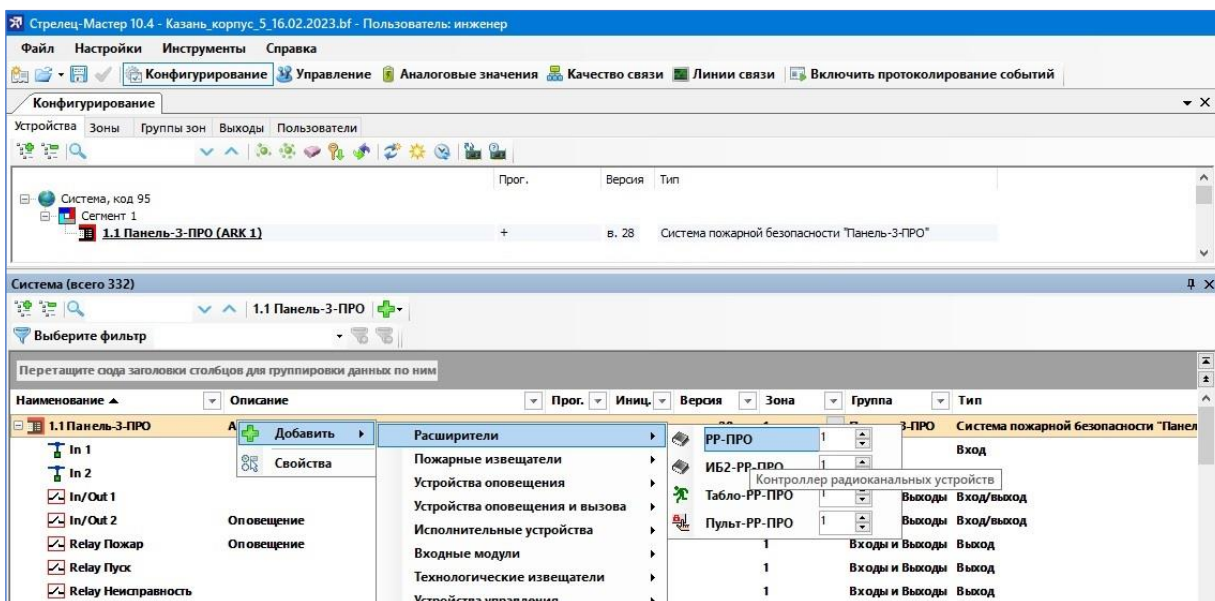 Стрелец-Мастер 10.4 - Казань_корпус_5_16.02.2023.bf - Пользователь: инженер
Файл Настройки Инструменты Справка
Конфигурирование Управление Аналоговые значения Качество связи Линии связи Включить протоколирование событий
Конфигурирование
Устройства Зоны Группы зон Выходы Пользователи
Прог. Версия Тип
Система, код 95
Сегмент 1
1.1 Панель-3-ПРО (ARK 1) + в. 28 Система пожарной безопасности "Панель-3-ПРО"
Система (всего 332)
1.1 Панель-3-ПРО
Выберите фильтр
Перетащите сюда заголовки столбцов для группировки данных по ним
Наименование Описание Прог. Иниц. Версия Зона Группа Тип
1.1 Панель-3-ПРО 3-ПРО Система пожарной безопасности "Панел
Добавить Расширители РР-ПРО 1
In 1 Вход
Свойства Пожарные извещатели ИБ2-РР-ПРО 1
In 2
Контроллер радиоканальных устройств
Устройства оповещения
In/Out 1 Табло-РР-ПРО 1 Выходы Вход/выход
Устройства оповещения и вызова
In/Out 2 Оповещение Пульт-РР-ПРО 1 Выходы Вход/выход
Исполнительные устройства
Relay Пожар Оповещение 1 Входы и Выходы Выход
Входные модули
Relay Пуск 1 Входы и Выходы Выход
Технологические извещатели
Relay Неисправность 1 Входы и Выходы Выход
Устройства управления